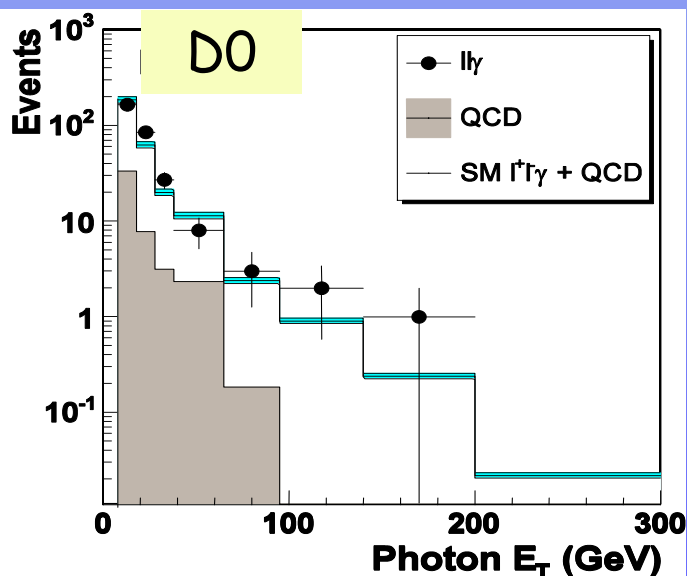 D0
Events
10³
10²
10
1
10⁻¹
llγ
QCD
SM l⁺l⁻γ + QCD
0 100 200 300
Photon E_T (GeV)